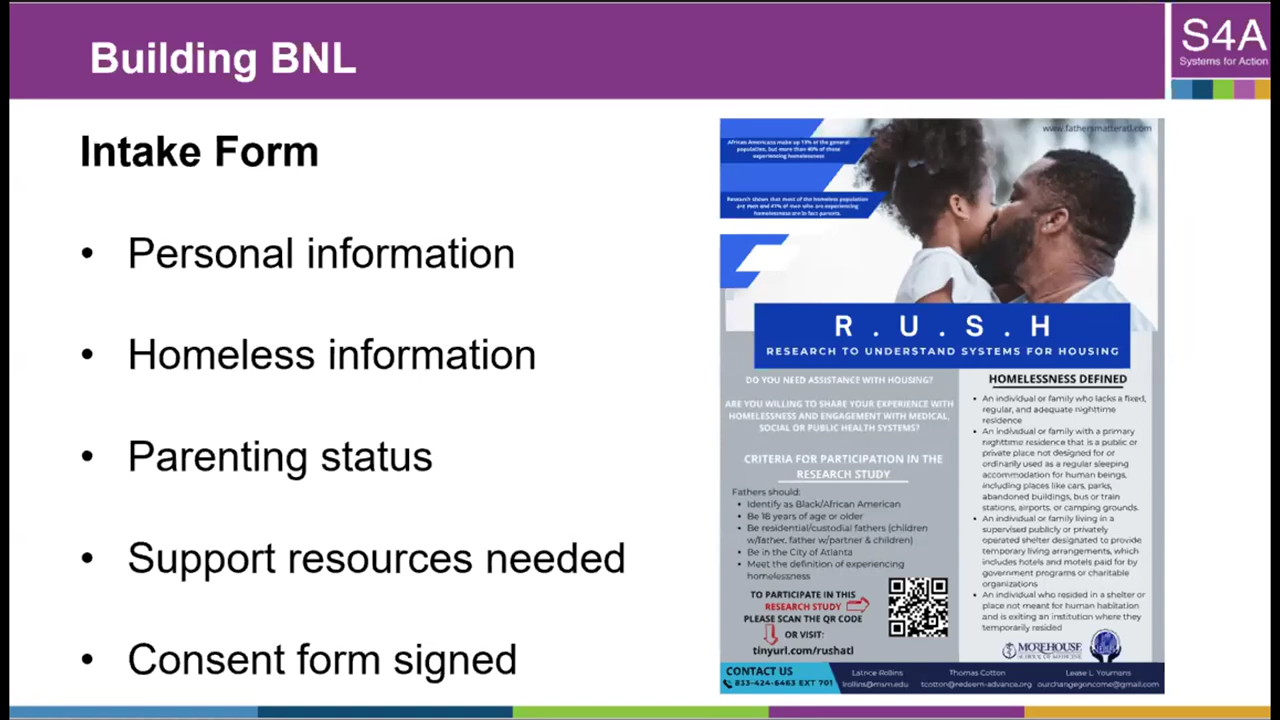 Building BNL
S4A
Systems for Action
Intake Form
• Personal information
• Homeless information
• Parenting status
• Support resources needed
• Consent form signed
www.fathersmatteratl.com
African Americans make up 13% of the general
population, but more than 40% of those
experiencing homelessness
Research shows that most of the homeless population
are men and 41% of men who are experiencing
homelessness are in fact parents.
R.U.S.H
RESEARCH TO UNDERSTAND SYSTEMS FOR HOUSING
DO YOU NEED ASSISTANCE WITH HOUSING?
ARE YOU WILLING TO SHARE YOUR EXPERIENCE WITH
HOMELESSNESS AND ENGAGEMENT WITH MEDICAL,
SOCIAL OR PUBLIC HEALTH SYSTEMS?
CRITERIA FOR PARTICIPATION IN THE
RESEARCH STUDY
Fathers should:
• Identify as Black/African American
• Be 18 years of age or older
• Be residential/custodial fathers (children
w/father, father w/partner & children)
• Be in the City of Atlanta
• Meet the definition of experiencing
homelessness
TO PARTICIPATE IN THIS
RESEARCH STUDY
PLEASE SCAN THE QR CODE
OR VISIT:
tinyurl.com/rushatl
HOMELESSNESS DEFINED
• An individual or family who lacks a fixed,
regular, and adequate nighttime
residence
• An individual or family with a primary
nighttime residence that is a public or
private place not designed for or
ordinarily used as a regular sleeping
accommodation for human beings,
including places like cars, parks,
abandoned buildings, bus or train
stations, airports, or camping grounds.
• An individual or family living in a
supervised publicly or privately
operated shelter designated to provide
temporary living arrangements, which
includes hotels and motels paid for by
government programs or charitable
organizations
• An individual who resided in a shelter or
place not meant for human habitation
and is exiting an institution where they
temporarily resided
MOREHOUSE
SCHOOL OF MEDICINE
CONTACT US
833-424-6463 EXT 701
Latrice Rollins
lrollins@msm.edu
Thomas Cotton
tcotton@redeem-advance.org
Lease L. Youmans
ourchangegoncome@gmail.com